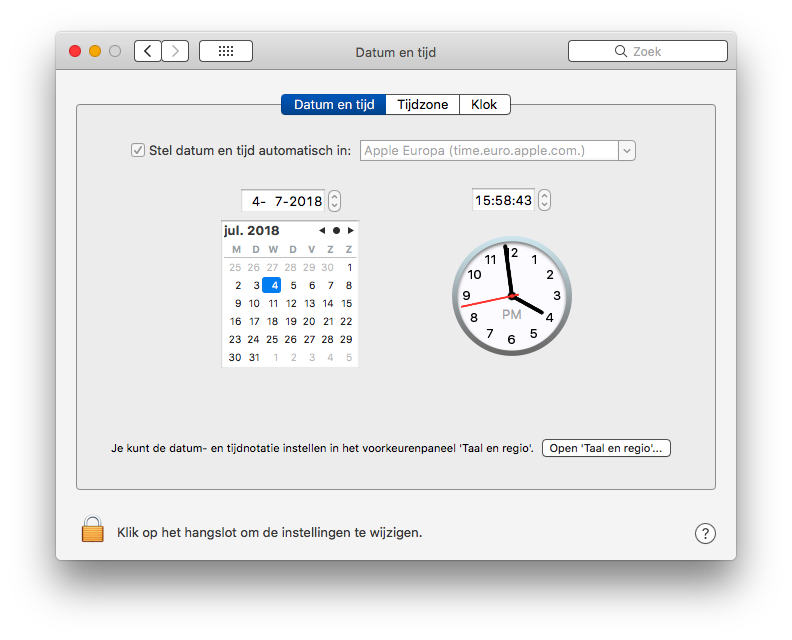 Datum en tijd
Zoek
Datum en tijd Tijdzone Klok
Stel datum en tijd automatisch in: Apple Europa (time.euro.apple.com.)
4- 7-2018
jul. 2018
M D W D V Z Z
25 26 27 28 29 30 1
2 3 4 5 6 7 8
9 10 11 12 13 14 15
16 17 18 19 20 21 22
23 24 25 26 27 28 29
30 31 1 2 3 4 5
15:58:43
12 1 2 3 4 5 6 7 8 9 10 11
PM
Je kunt de datum- en tijdnotatie instellen in het voorkeurenpaneel 'Taal en regio'. Open 'Taal en regio'...
Klik op het hangslot om de instellingen te wijzigen.
?